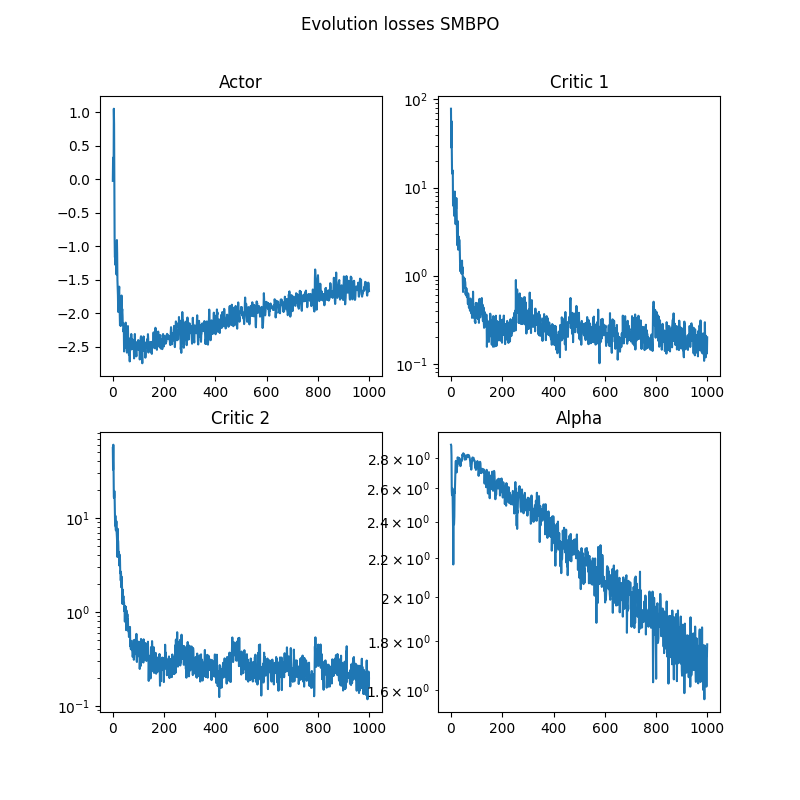 Evolution losses SMBPO
Actor
Critic 1
1.0
0.5
0.0
−0.5
−1.0
−1.5
−2.0
−2.5
0 200 400 600 800 1000
10²
10¹
10⁰
10⁻¹
0 200 400 600 800 1000
Critic 2
Alpha
10¹
10⁰
10⁻¹
0 200 400 600 800 1000
2.8 × 10⁰
2.6 × 10⁰
2.4 × 10⁰
2.2 × 10⁰
2 × 10⁰
1.8 × 10⁰
1.6 × 10⁰
0 200 400 600 800 1000